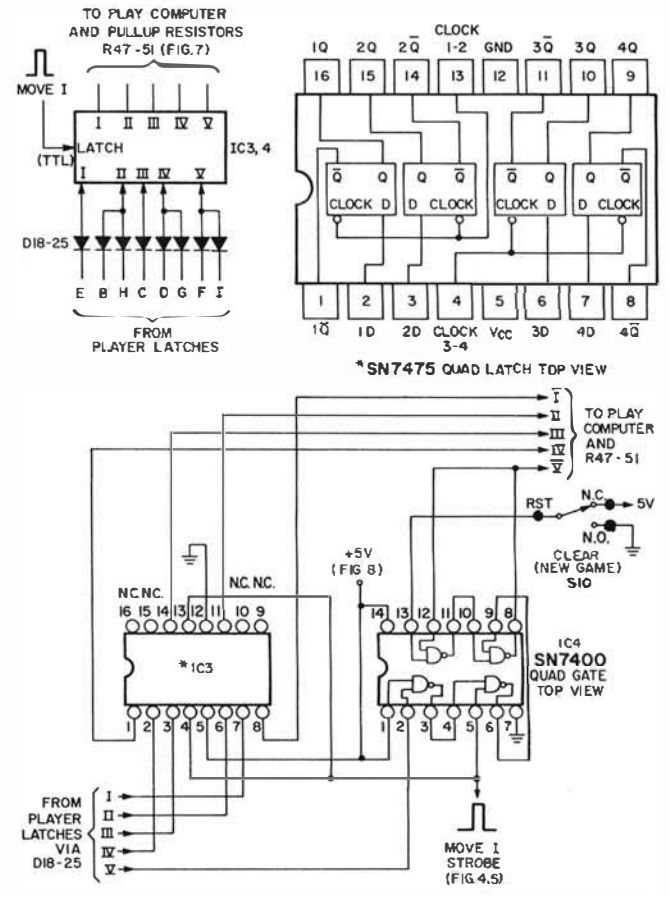 TO PLAY COMPUTER
AND PULLUP RESISTORS
R47-51 (FIG.7)
MOVE I
I II III IV V
LATCH
(TTL)
IC3, 4
I II III IV V
D18-25
E B H C D G F I
FROM
PLAYER LATCHES
CLOCK
1Q 2Q 2Q̅ 1-2 GND 3Q̅ 3Q 4Q
16 15 14 13 12 11 10 9
Q̅ Q Q Q̅ Q̅ Q Q Q̅
CLOCK D D CLOCK CLOCK D D CLOCK
1 2 3 4 5 6 7 8
1Q̅ 1D 2D CLOCK VCC 3D 4D 4Q̅
3-4
*SN7475 QUAD LATCH TOP VIEW
I̅
I̅I̅
I̅I̅I̅
I̅V̅
V̅
TO PLAY
COMPUTER
AND
R47-51
RST
N.C.
5V
N.O.
CLEAR
(NEW GAME)
S10
+5V
(FIG 8)
N.C. N.C. N.C. N.C.
16 15 14 13 12 11 10 9
*IC3
1 2 3 4 5 6 7 8
14 13 12 11 10 9 8
IC4
SN7400
QUAD GATE
TOP VIEW
1 2 3 4 5 6 7
FROM
PLAYER
LATCHES
VIA
D18-25
I
II
III
IV
V
MOVE I
STROBE
(FIG.4,5)